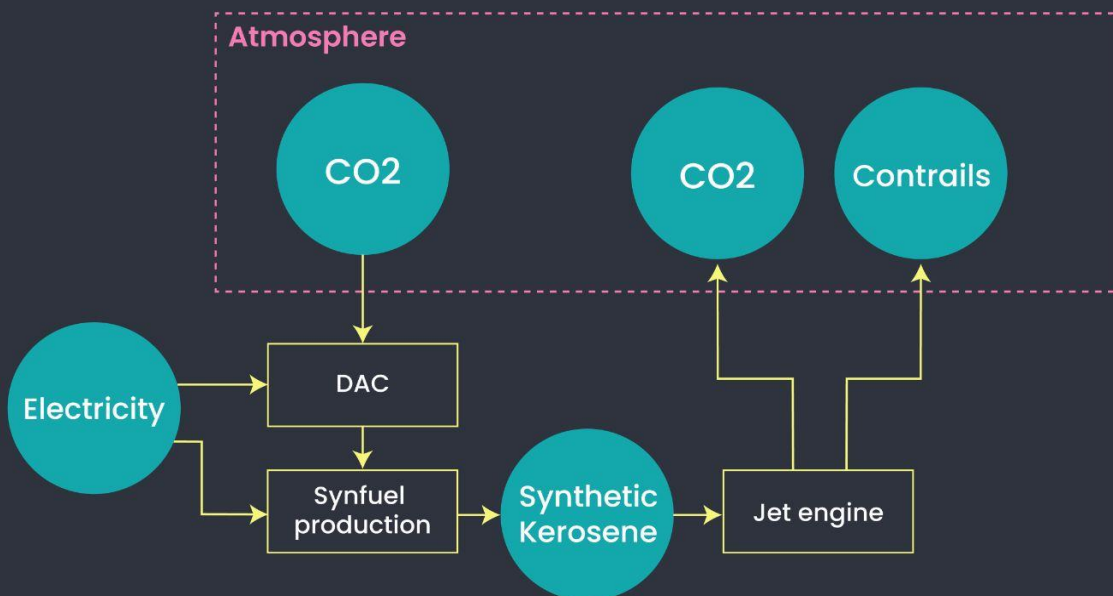 Atmosphere
CO2
CO2
Contrails
Electricity
DAC
Synfuel
production
Synthetic
Kerosene
Jet engine